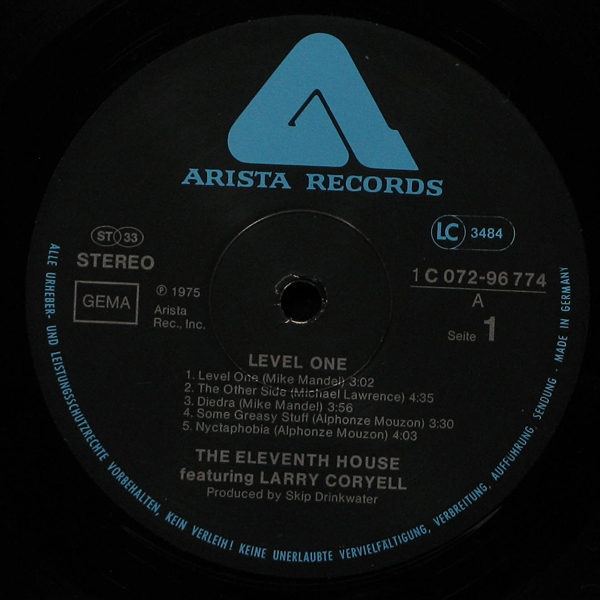 ARISTA RECORDS
ST 33
STEREO
GEMA
℗ 1975
Arista
Rec., Inc.
LC 3484
1C 072-96 774
A
Seite 1
LEVEL ONE
1. Level One (Mike Mandel) 3:02
2. The Other Side (Michael Lawrence) 4:35
3. Diedra (Mike Mandel) 3:56
4. Some Greasy Stuff (Alphonze Mouzon) 3:30
5. Nyctaphobia (Alphonze Mouzon) 4:03
THE ELEVENTH HOUSE
featuring LARRY CORYELL
Produced by Skip Drinkwater
ALLE URHEBER- UND LEISTUNGSSCHUTZRECHTE VORBEHALTEN, KEIN VERLEIH! KEINE UNERLAUBTE VERVIELFÄLTIGUNG, VERBREITUNG, AUFFÜHRUNG, SENDUNG · MADE IN GERMANY